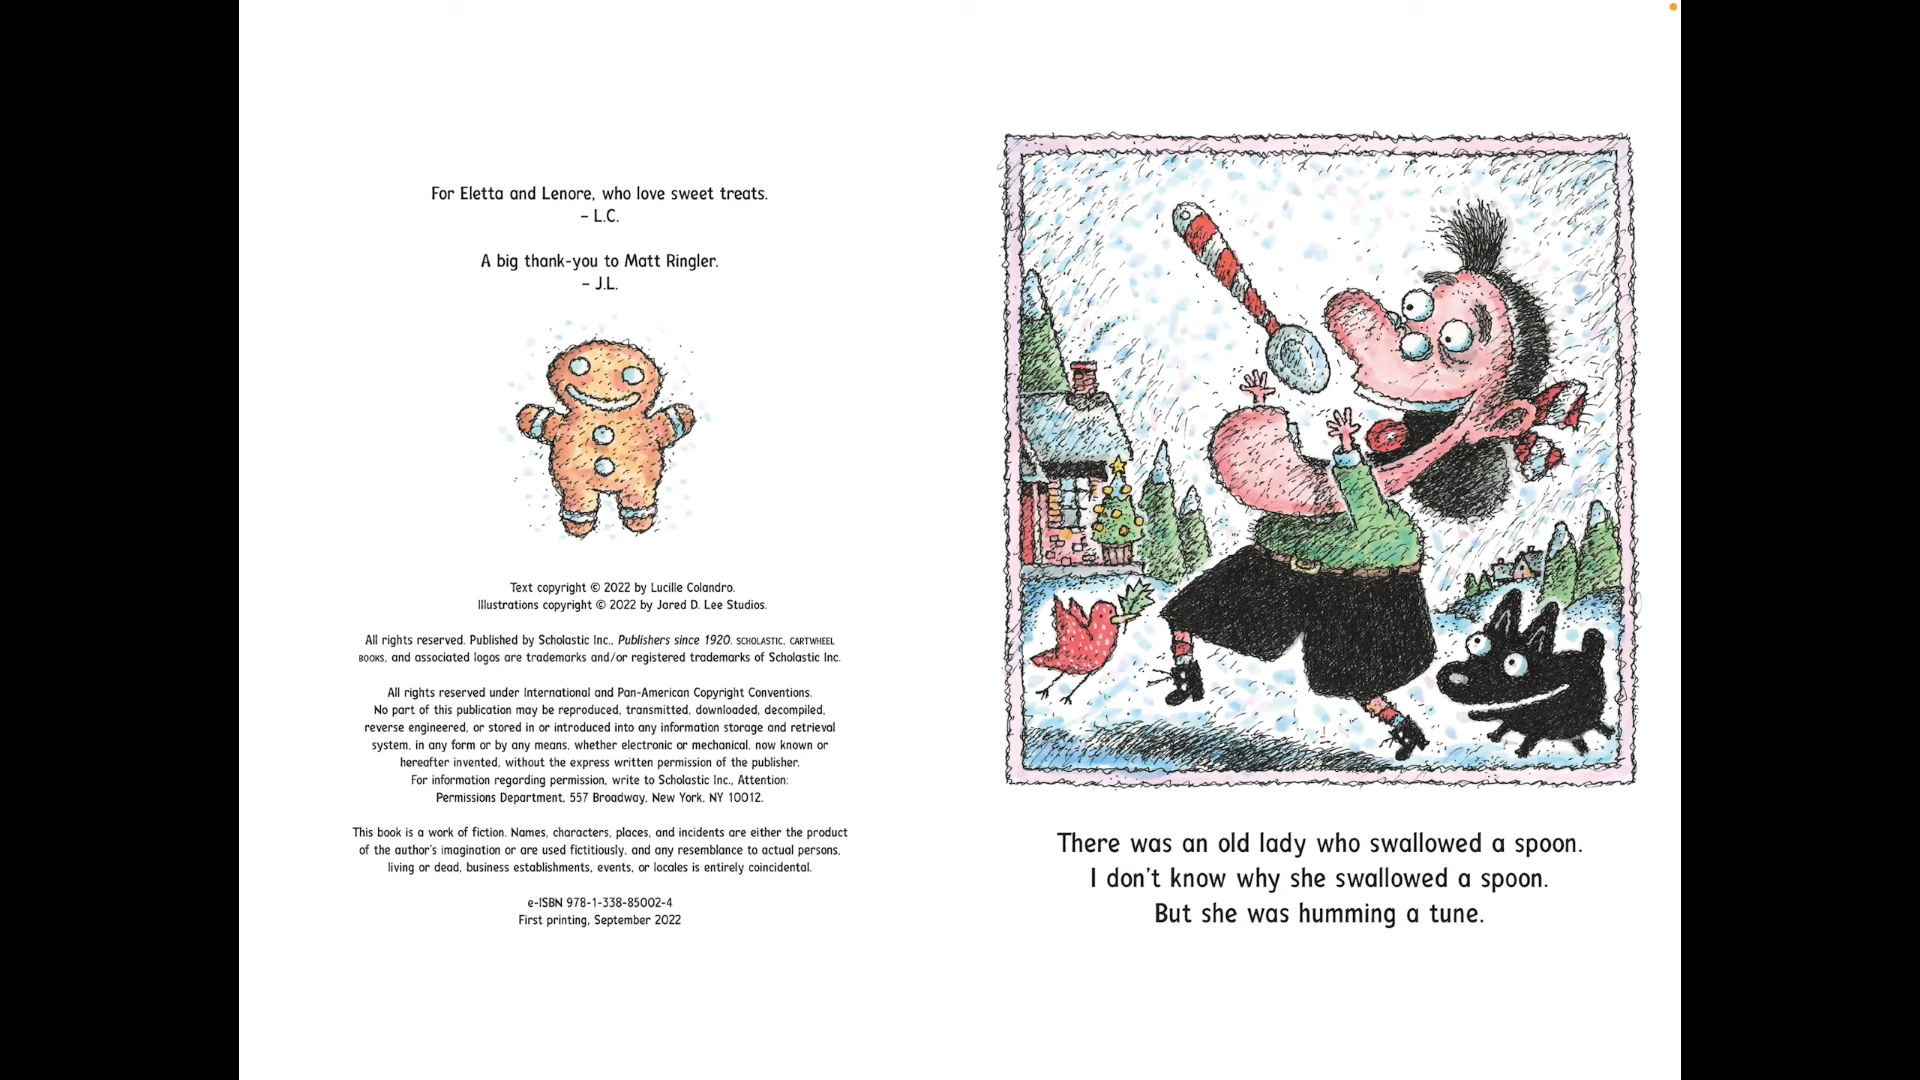 For Eletta and Lenore, who love sweet treats.
– L.C.
A big thank-you to Matt Ringler.
– J.L.
Text copyright © 2022 by Lucille Colandro.
Illustrations copyright © 2022 by Jared D. Lee Studios.
All rights reserved. Published by Scholastic Inc., Publishers since 1920. SCHOLASTIC, CARTWHEEL
BOOKS, and associated logos are trademarks and/or registered trademarks of Scholastic Inc.
All rights reserved under International and Pan-American Copyright Conventions.
No part of this publication may be reproduced, transmitted, downloaded, decompiled,
reverse engineered, or stored in or introduced into any information storage and retrieval
system, in any form or by any means, whether electronic or mechanical, now known or
hereafter invented, without the express written permission of the publisher.
For information regarding permission, write to Scholastic Inc., Attention:
Permissions Department, 557 Broadway, New York, NY 10012.
This book is a work of fiction. Names, characters, places, and incidents are either the product
of the author's imagination or are used fictitiously, and any resemblance to actual persons,
living or dead, business establishments, events, or locales is entirely coincidental.
e-ISBN 978-1-338-85002-4
First printing, September 2022
There was an old lady who swallowed a spoon.
I don't know why she swallowed a spoon.
But she was humming a tune.